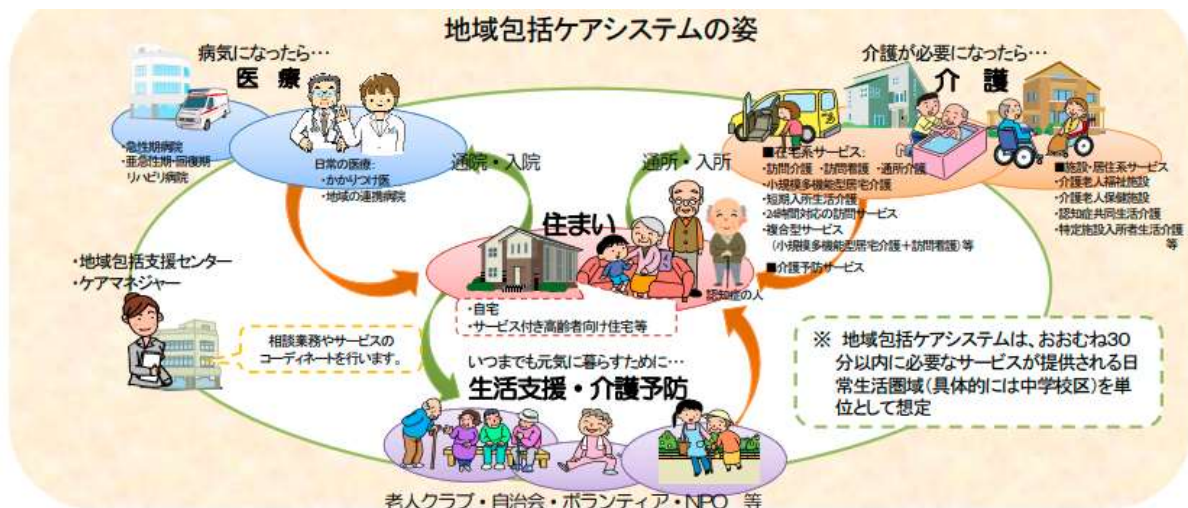 地域包括ケアシステムの姿
病気になったら…
医 療
・急性期病院
・亜急性期・回復期
リハビリ病院
日常の医療:
・かかりつけ医
・地域の連携病院
通院・入院
通所・入所
介護が必要になったら…
介 護
■在宅系サービス:
・訪問介護 ・訪問看護 ・通所介護
・小規模多機能型居宅介護
・短期入所生活介護
・24時間対応の訪問サービス
・複合型サービス
(小規模多機能型居宅介護+訪問看護)等
■介護予防サービス
■施設・居住系サービス
・介護老人福祉施設
・介護老人保健施設
・認知症共同生活介護
・特定施設入所者生活介護
等
住まい
・自宅
・サービス付き高齢者向け住宅等
認知症の人
・地域包括支援センター
・ケアマネジャー
相談業務やサービスの
コーディネートを行います。
いつまでも元気に暮らすために…
生活支援・介護予防
老人クラブ・自治会・ボランティア・NPO 等
※ 地域包括ケアシステムは、おおむね30
分以内に必要なサービスが提供される日
常生活圏域(具体的には中学校区)を単
位として想定